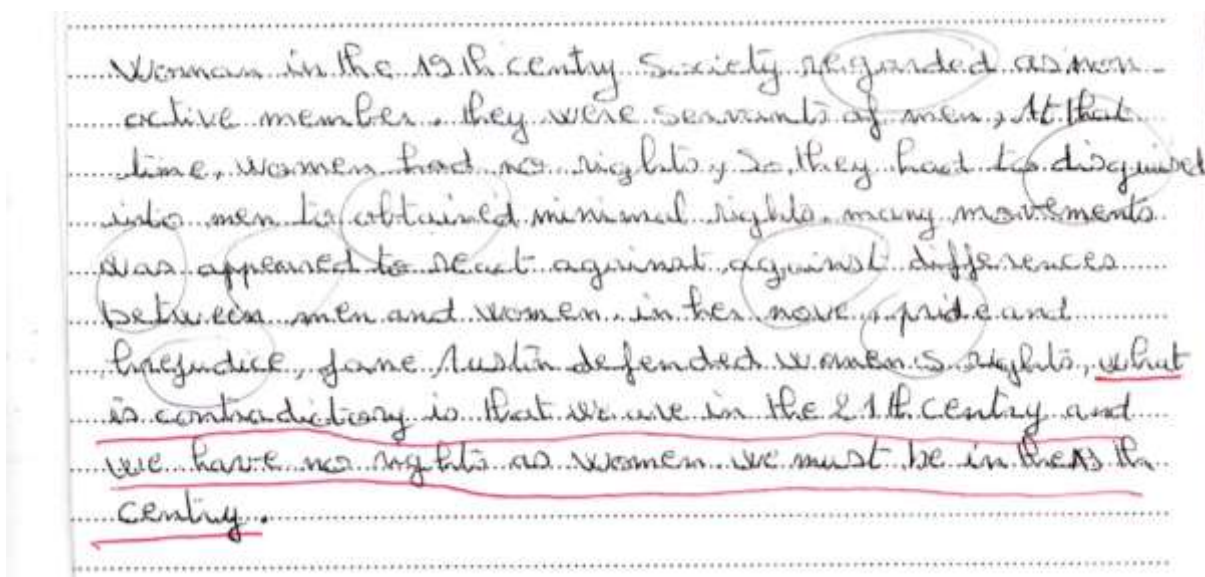 Woman in the 19th centry Society regarded as non-
active member. they were servants of men, At that
time, women had no rights, so, they had to disguised
into men to obtained minimal rights. many movements
was appeared to react against against differences
between men and women. in her nove, pride and
prejudice, Jane Austin defended women's rights, what
is contradictory is that we are in the 21th centry and
we have no rights as women. we must be in the 19 th
centry.